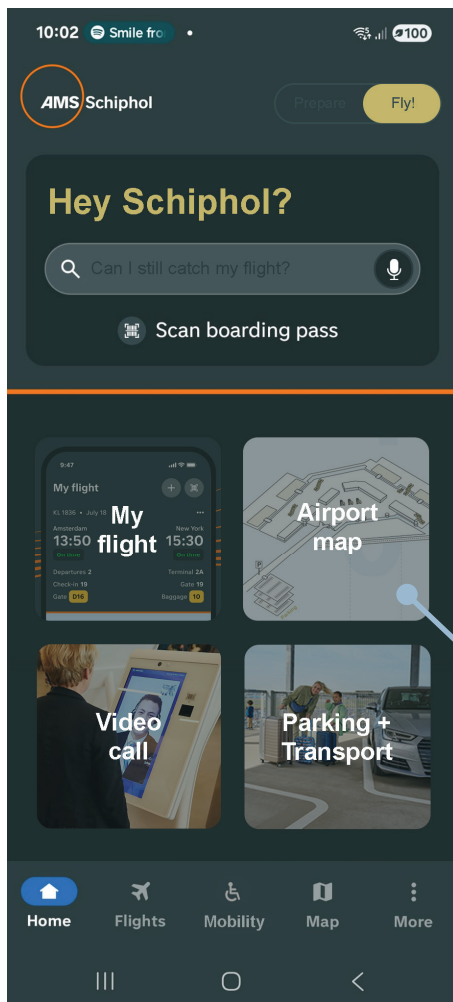 10:02 Smile fro
100
AMS Schiphol
Prepare
Fly!
Hey Schiphol?
Can I still catch my flight?
Scan boarding pass
9:47
My flight
KL 1836 • July 18
Amsterdam
New York
13:50
15:30
On time
On time
Departures 2
Terminal 2A
Check-in 19
Gate 19
Gate D16
Baggage 10
My
flight
Airport
map
P
Parking
Video
call
Parking +
Transport
Home
Flights
Mobility
Map
More